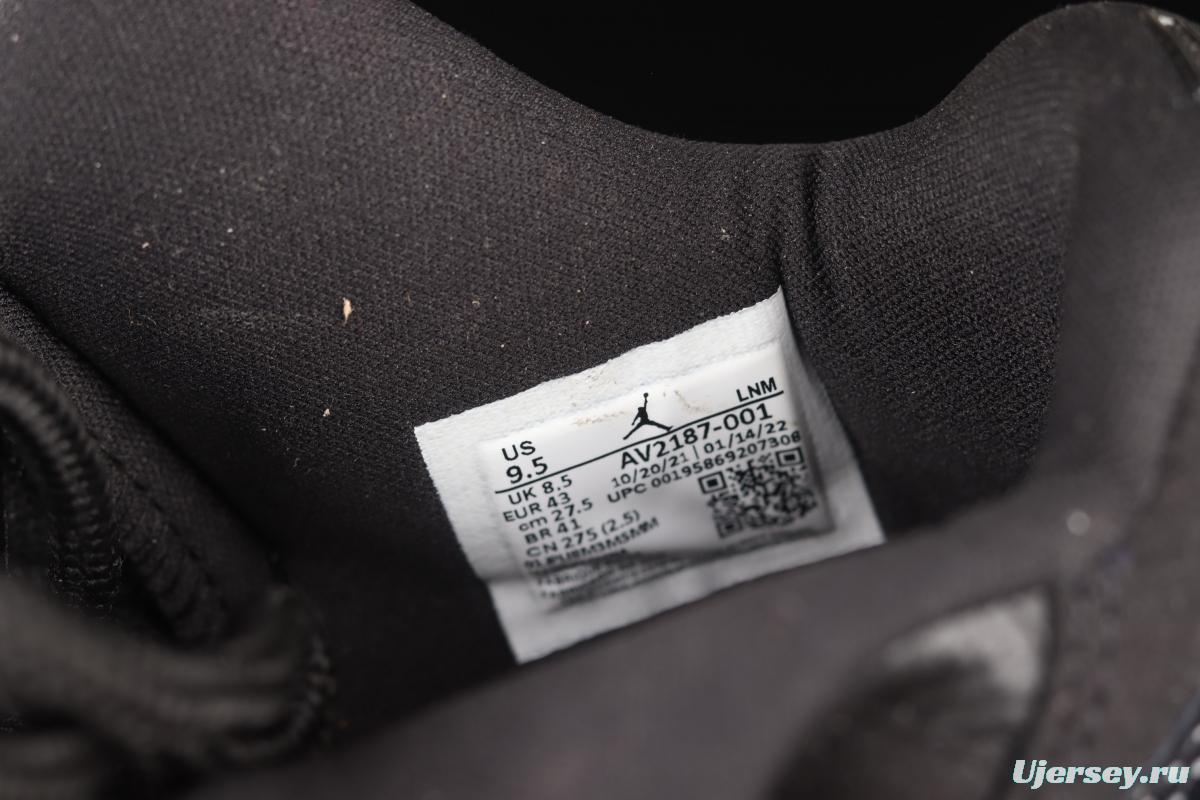 US
9.5
LNM
AV2187-001
10/20/21 | 01/14/22
UPC 00195869207308
UK 8.5
EUR 43
cm 27.5
BR 41
CN 275 (2.5)
Ujersey.ru